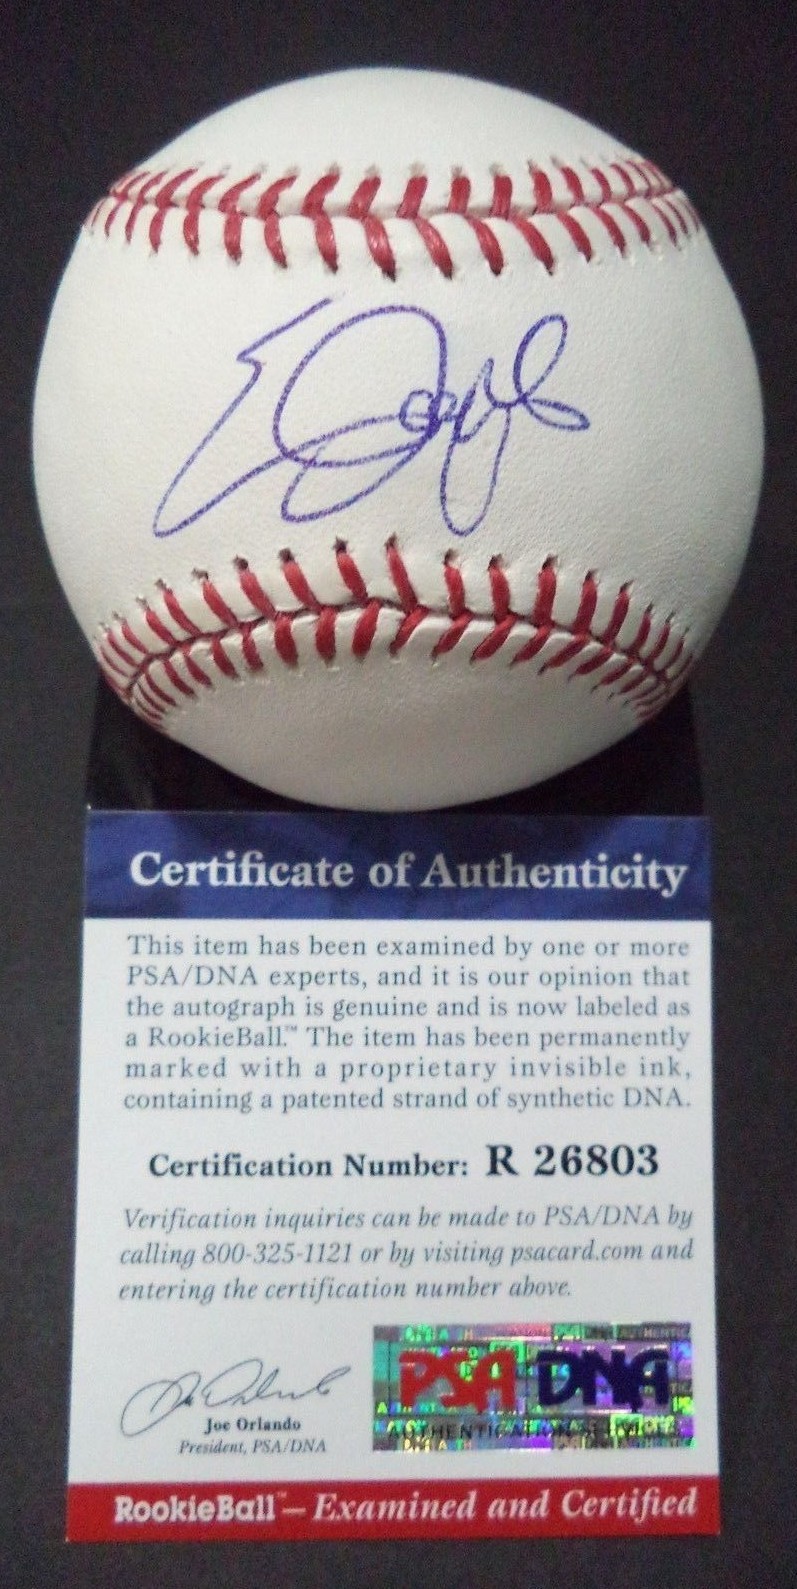 Certificate of Authenticity
This item has been examined by one or more
PSA/DNA experts, and it is our opinion that
the autograph is genuine and is now labeled as
a RookieBall.™ The item has been permanently
marked with a proprietary invisible ink,
containing a patented strand of synthetic DNA.
Certification Number: R 26803
Verification inquiries can be made to PSA/DNA by
calling 800-325-1121 or by visiting psacard.com and
entering the certification number above.
Joe Orlando
President, PSA/DNA
PSA DNA
AUTHENTICATION SERVICES
RookieBall™— Examined and Certified